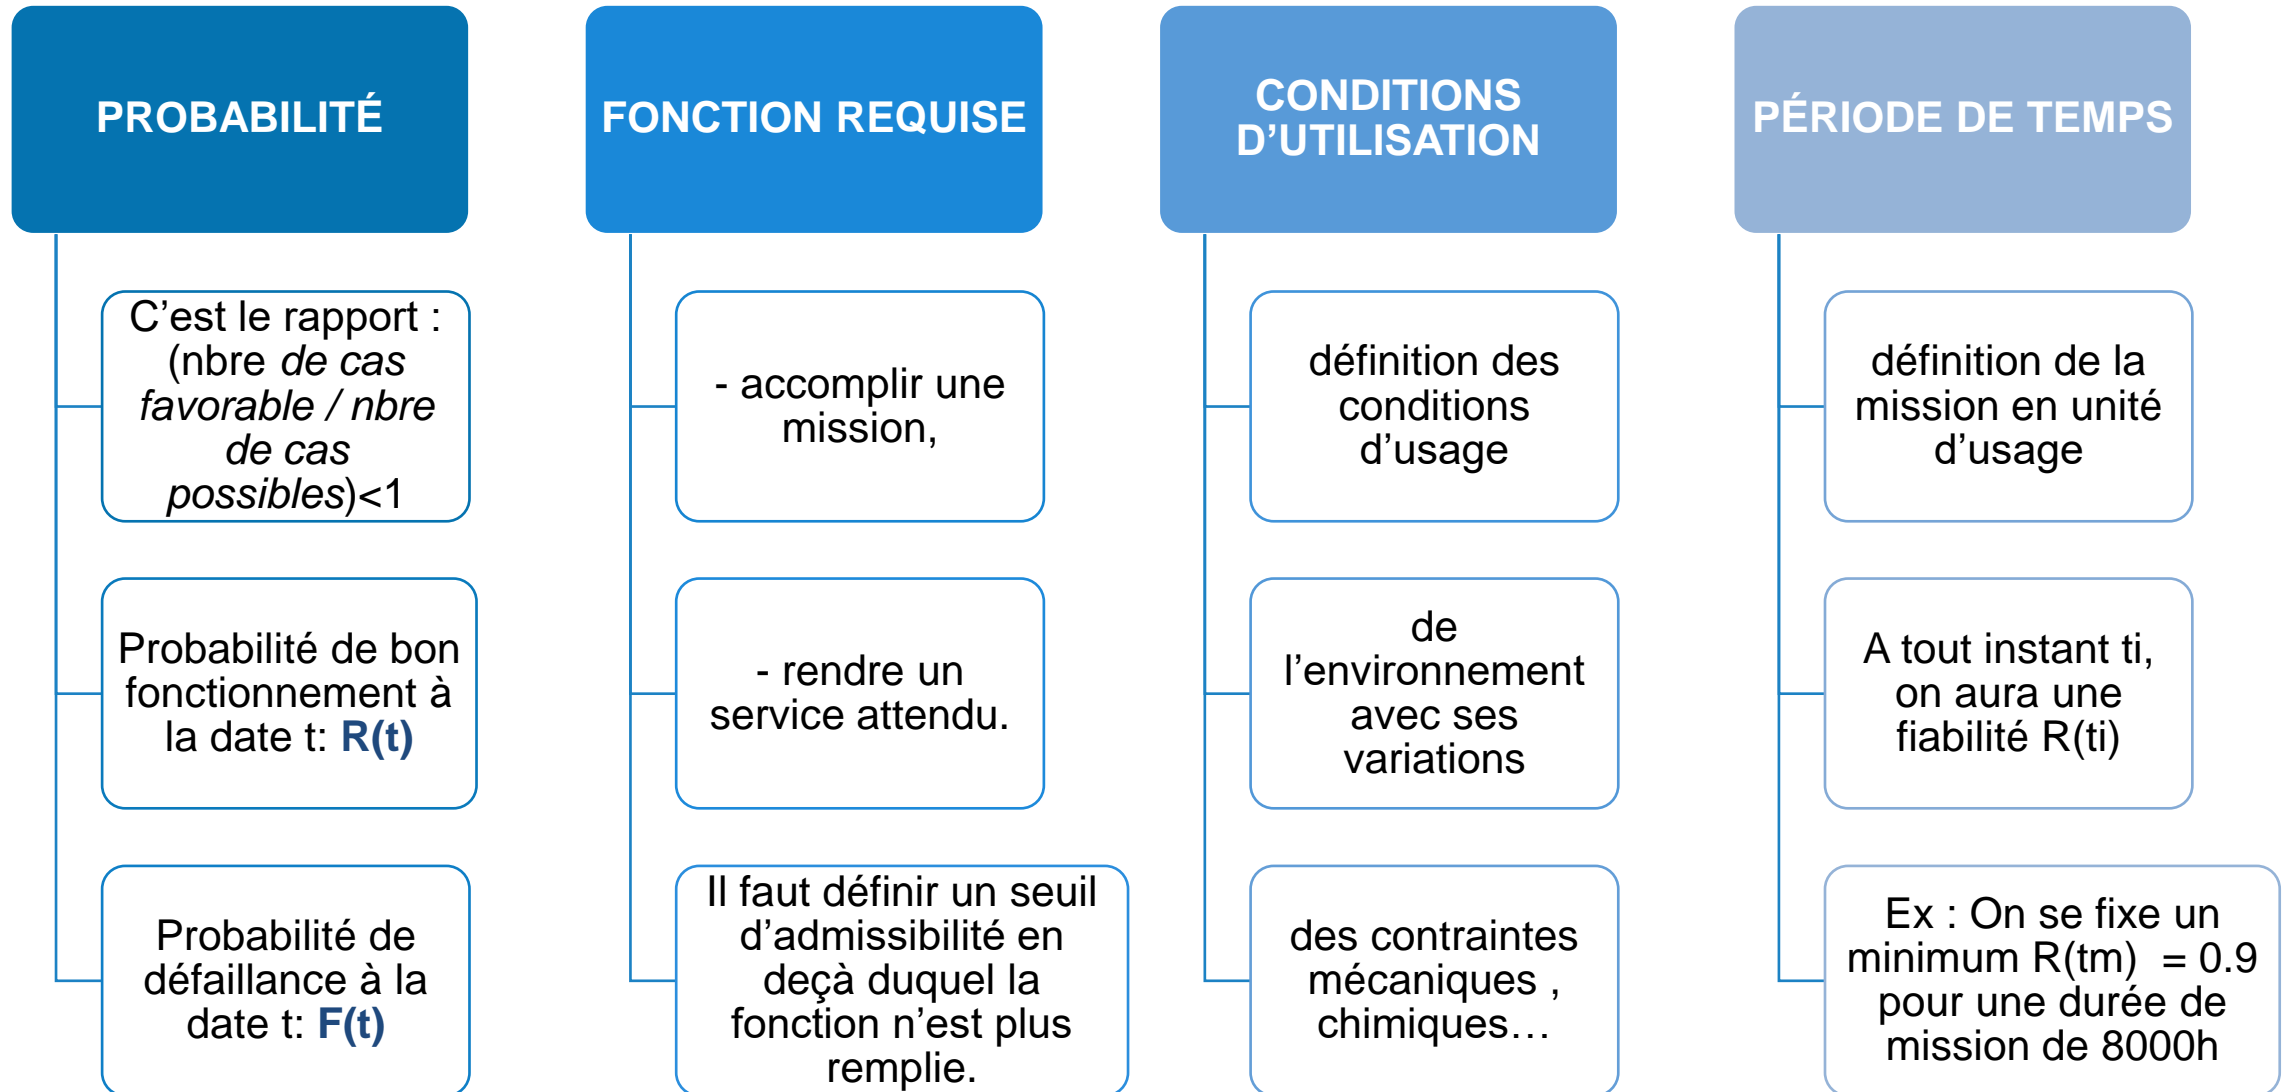 PROBABILITÉ
C’est le rapport :
(nbre de cas
favorable / nbre
de cas
possibles)<1
Probabilité de bon
fonctionnement à
la date t: R(t)
Probabilité de
défaillance à la
date t: F(t)
FONCTION REQUISE
- accomplir une
mission,
- rendre un
service attendu.
Il faut définir un seuil
d’admissibilité en
deçà duquel la
fonction n’est plus
remplie.
CONDITIONS
D’UTILISATION
définition des
conditions
d’usage
de
l’environnement
avec ses
variations
des contraintes
mécaniques ,
chimiques…
PÉRIODE DE TEMPS
définition de la
mission en unité
d’usage
A tout instant ti,
on aura une
fiabilité R(ti)
Ex : On se fixe un
minimum R(tm)  = 0.9
pour une durée de
mission de 8000h